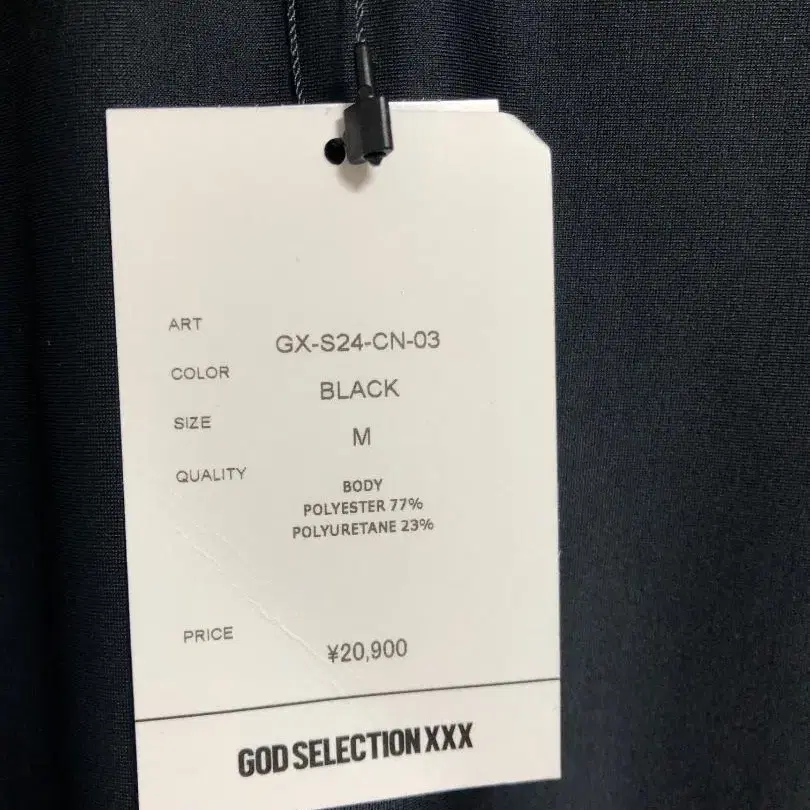 ART
GX-S24-CN-03
COLOR
BLACK
SIZE
M
QUALITY
BODY
POLYESTER 77%
POLYURETANE 23%
PRICE
¥20,900
GOD SELECTION XXX